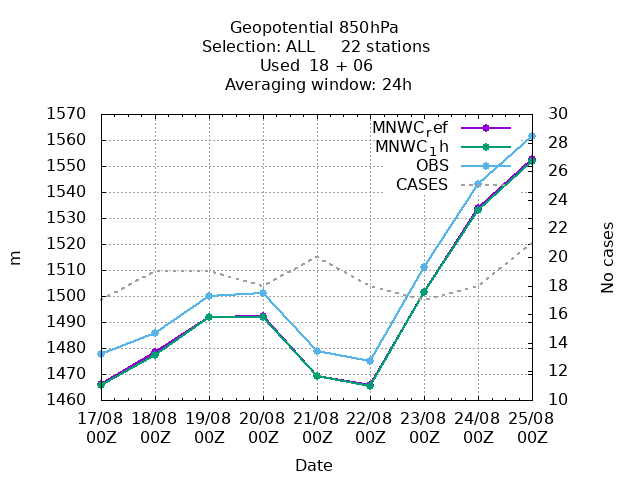 Geopotential 850hPa
Selection: ALL     22 stations
Used  18 + 06
Averaging window: 24h
1570
1560
1550
1540
1530
1520
1510
1500
1490
1480
1470
1460
m
30
28
26
24
22
20
18
16
14
12
10
No cases
MNWC_ref
MNWC_1h
OBS
CASES
17/08 18/08 19/08 20/08 21/08 22/08 23/08 24/08 25/08
00Z 00Z 00Z 00Z 00Z 00Z 00Z 00Z 00Z
Date